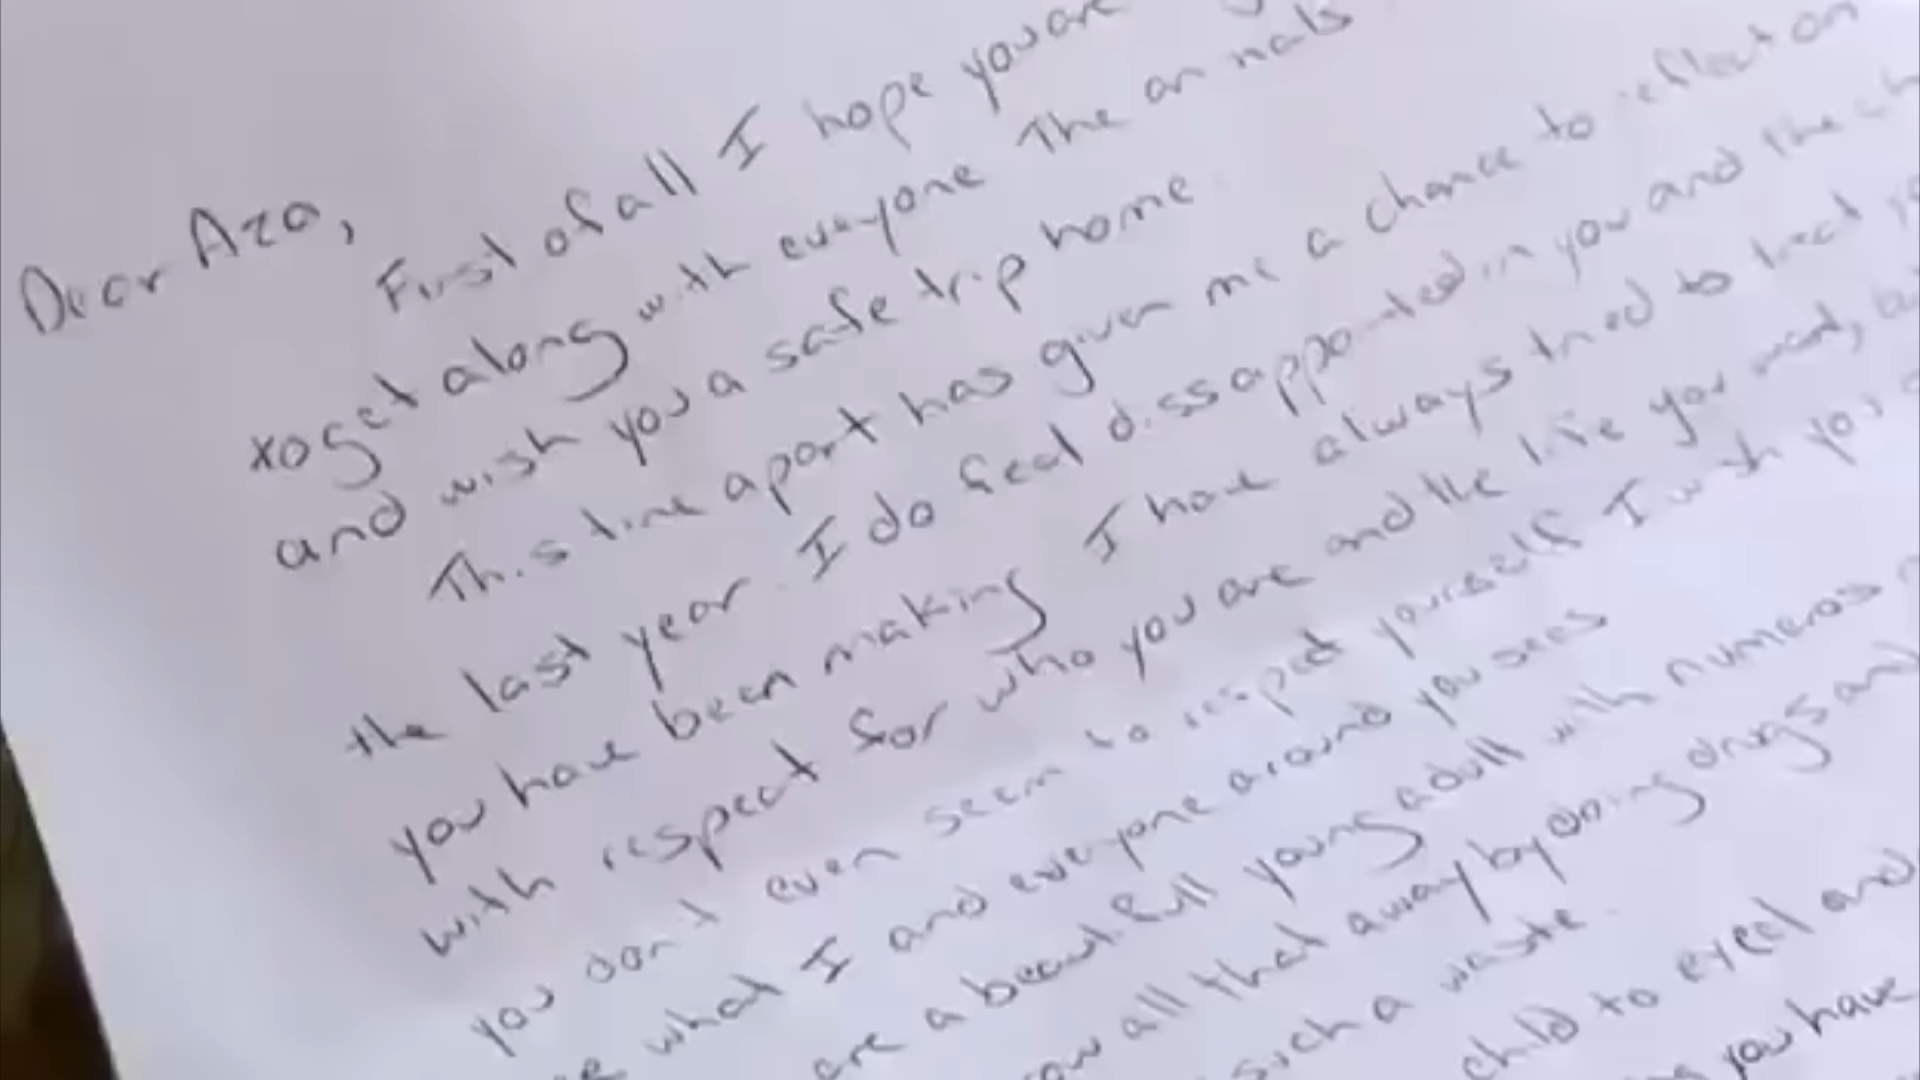 Dear Aza,
First of all I hope you are
to get along with everyone The animals
and wish you a safe trip home.
This time apart has given me a chance to reflect on
the last year. I do feel dissappointed in you and the
you have been making I have always tried to treat
with respect for who you are and the life you want,
you don't even seem to respect yourself I wish you
what I and everyone around you sees
are a beautifull young adult with numeros
all that away by doing drugs and
such a waste.
child to excel and
you have